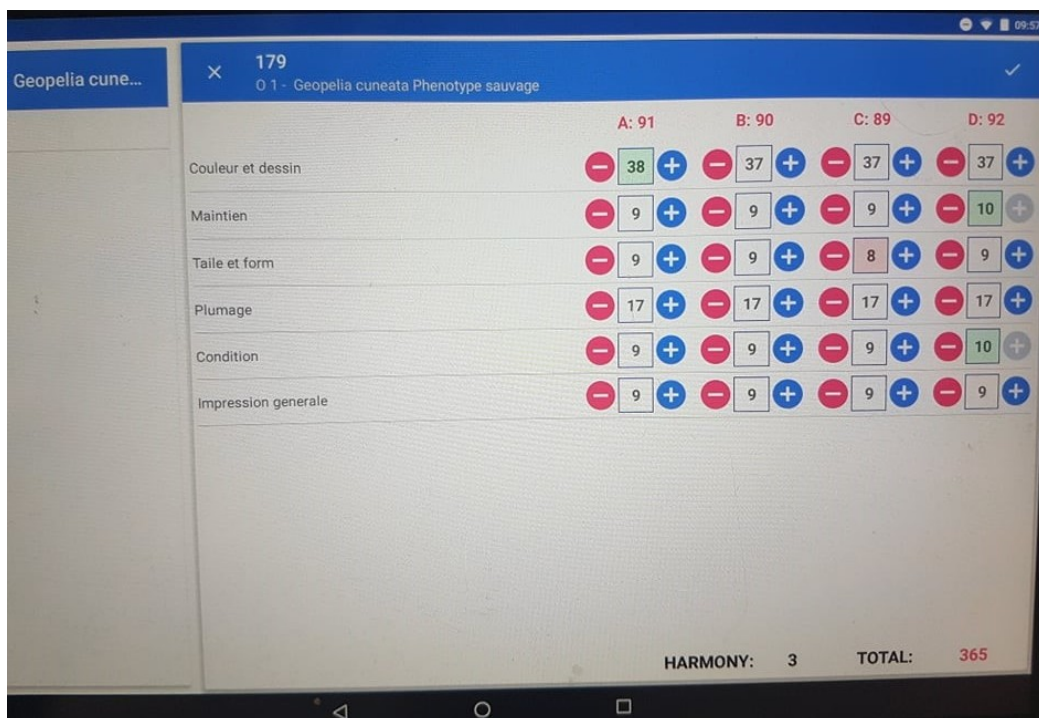 09:57
Geopelia cune...
179
O 1 - Geopelia cuneata Phenotype sauvage
A: 91 B: 90 C: 89 D: 92
Couleur et dessin 38 37 37 37
Maintien 9 9 9 10
Taile et form 9 9 8 9
Plumage 17 17 17 17
Condition 9 9 9 10
Impression generale 9 9 9 9
HARMONY: 3 TOTAL: 365